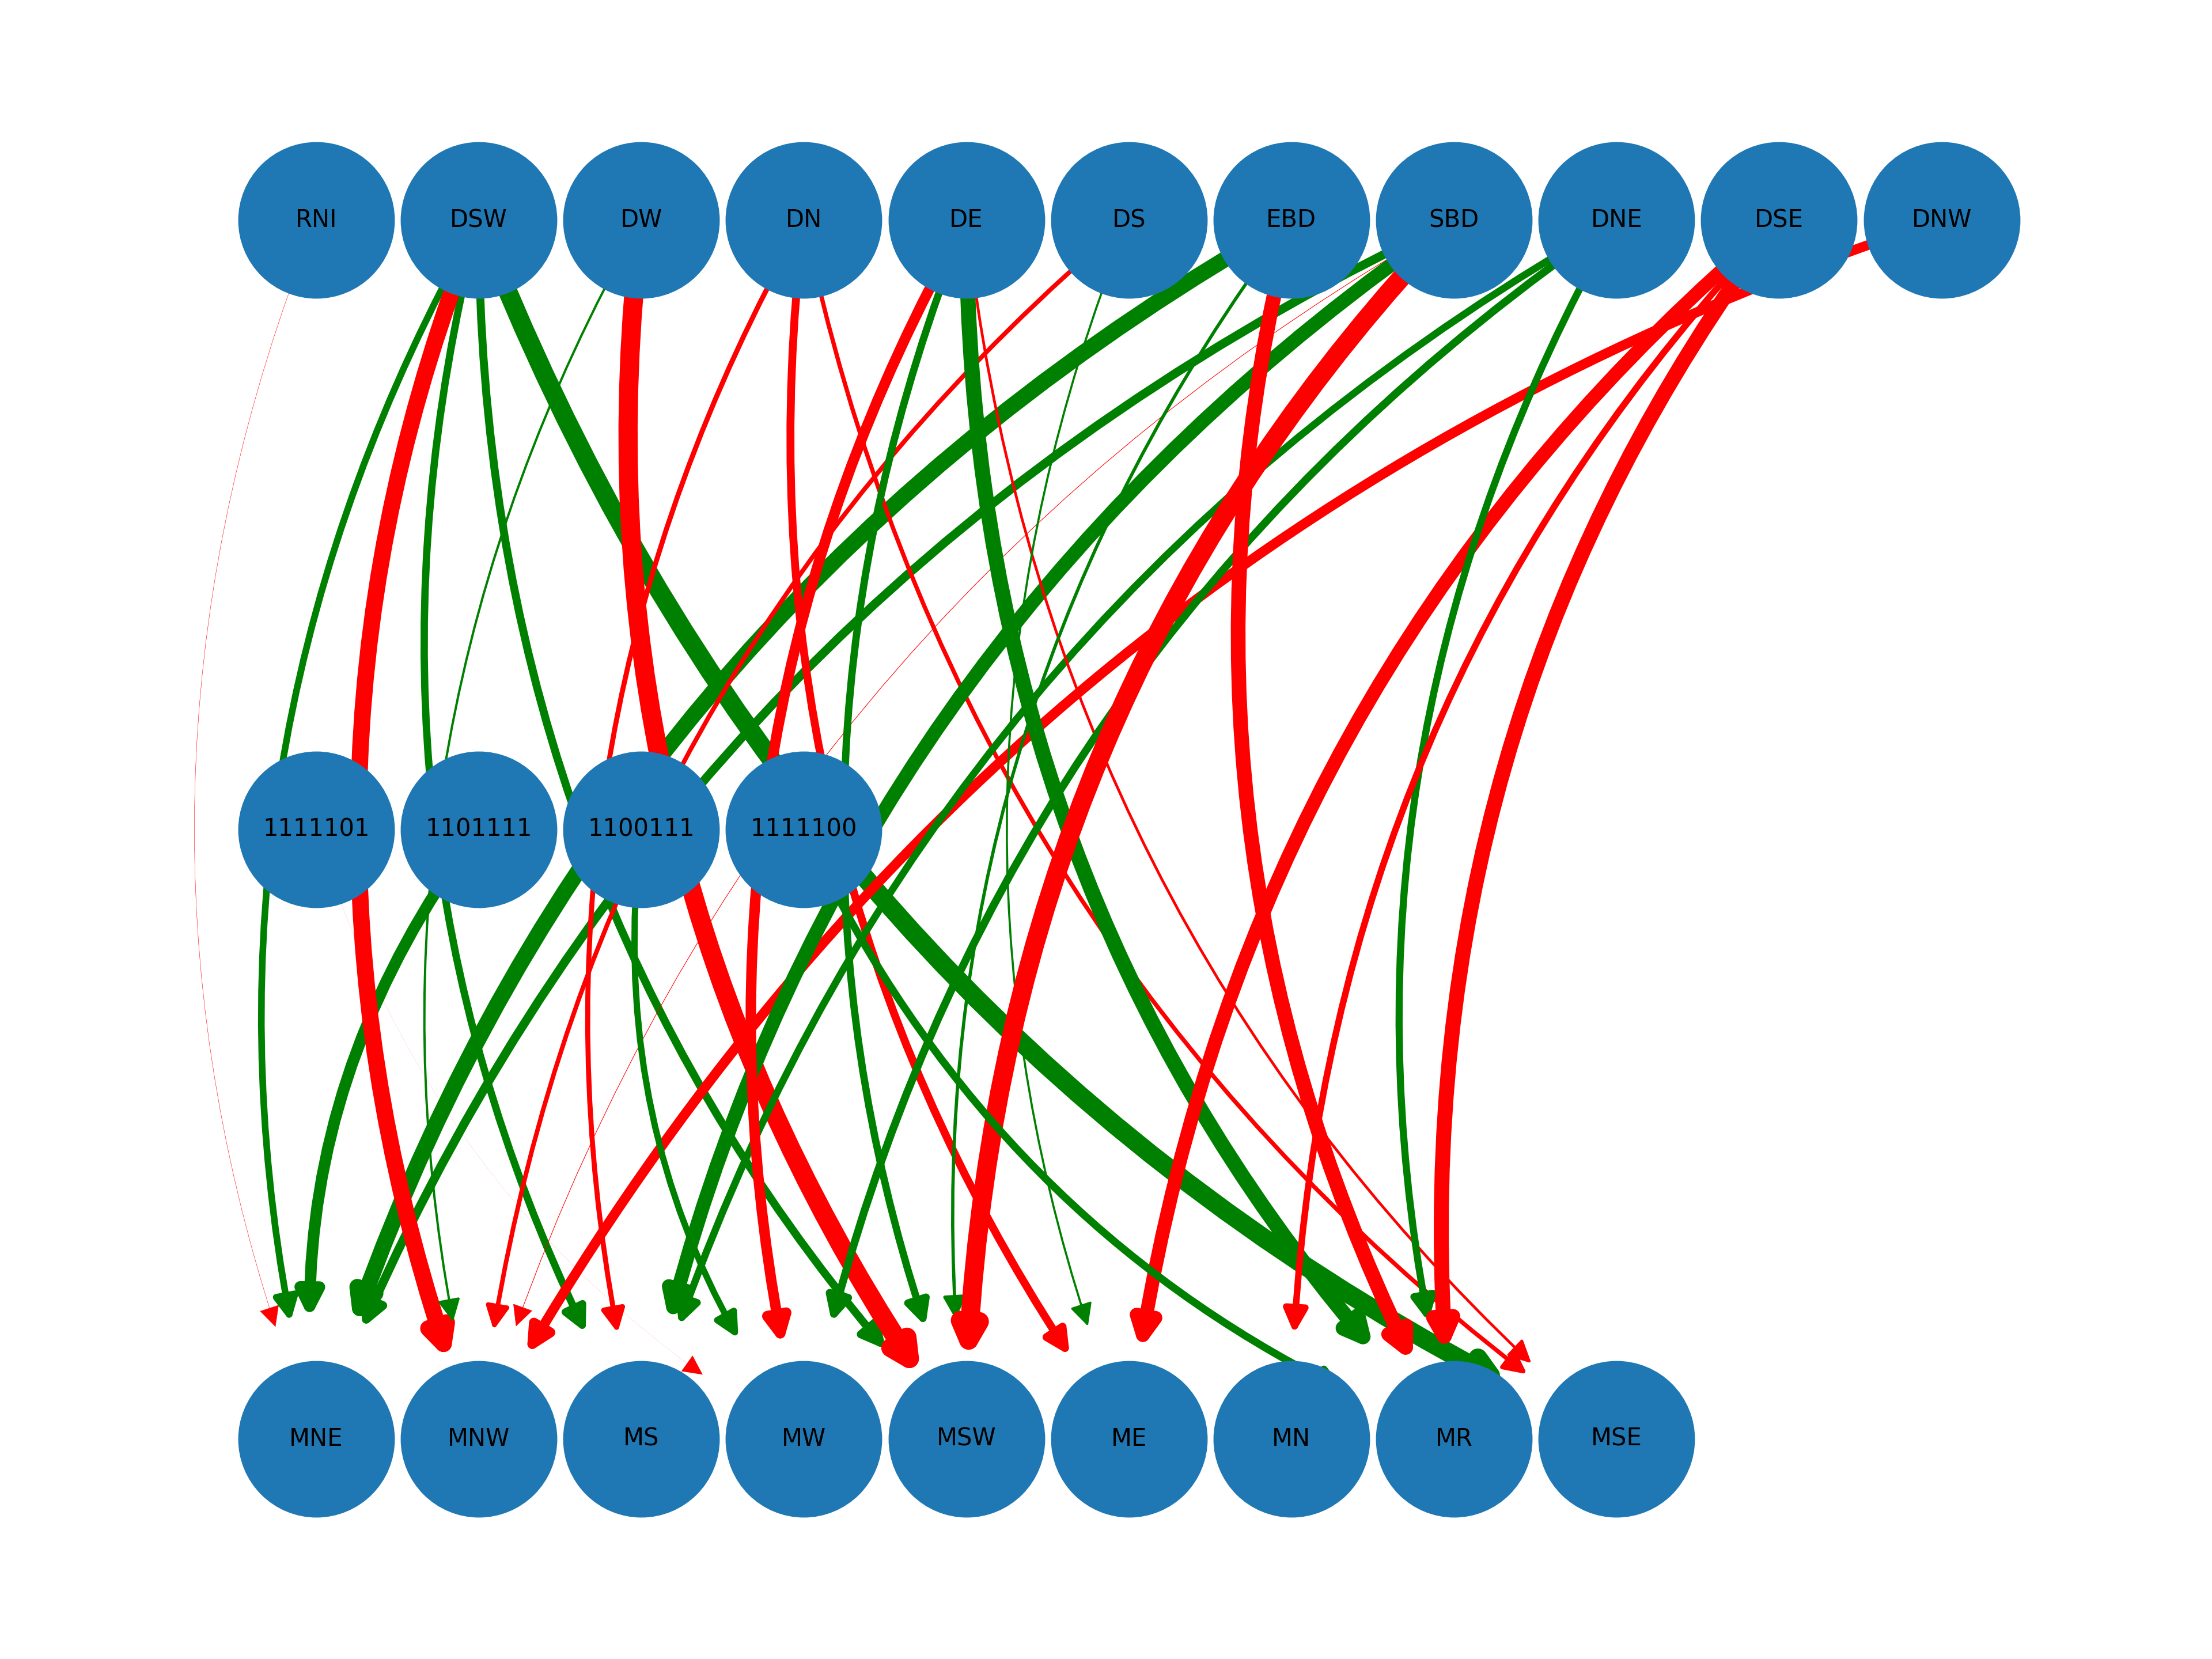 RNI DSW DW DN DE DS EBD SBD DNE DSE DNW
1111101 1101111 1100111 1111100
MNE MNW MS MW MSW ME MN MR MSE